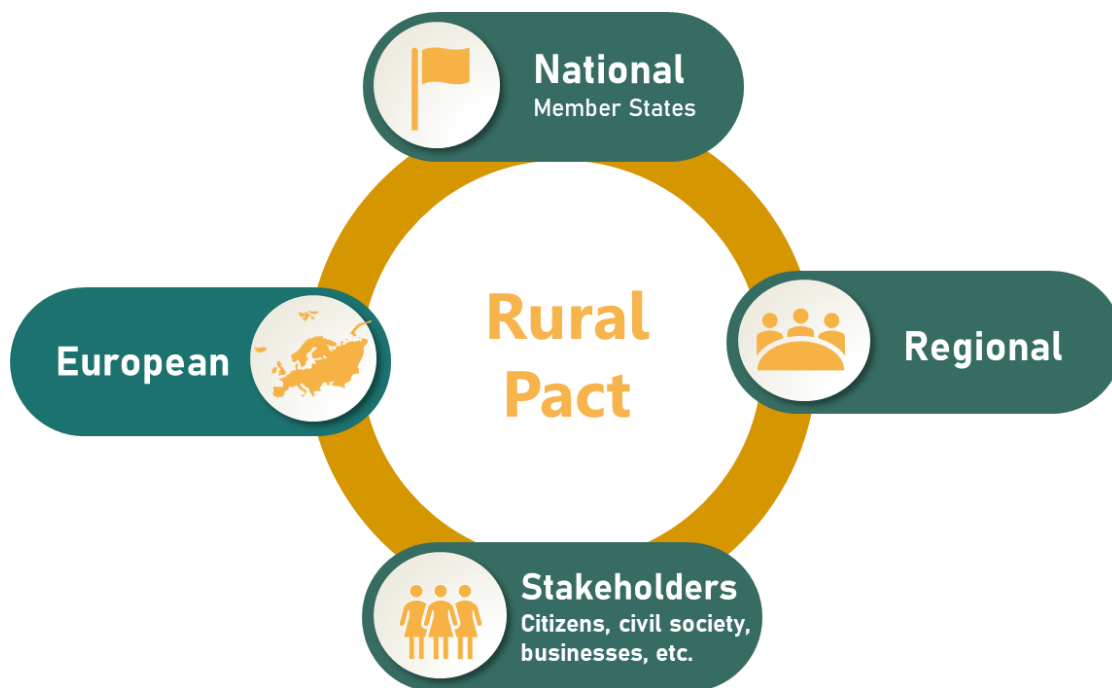 National
Member States
European
Rural
Pact
Regional
Stakeholders
Citizens, civil society,
businesses, etc.